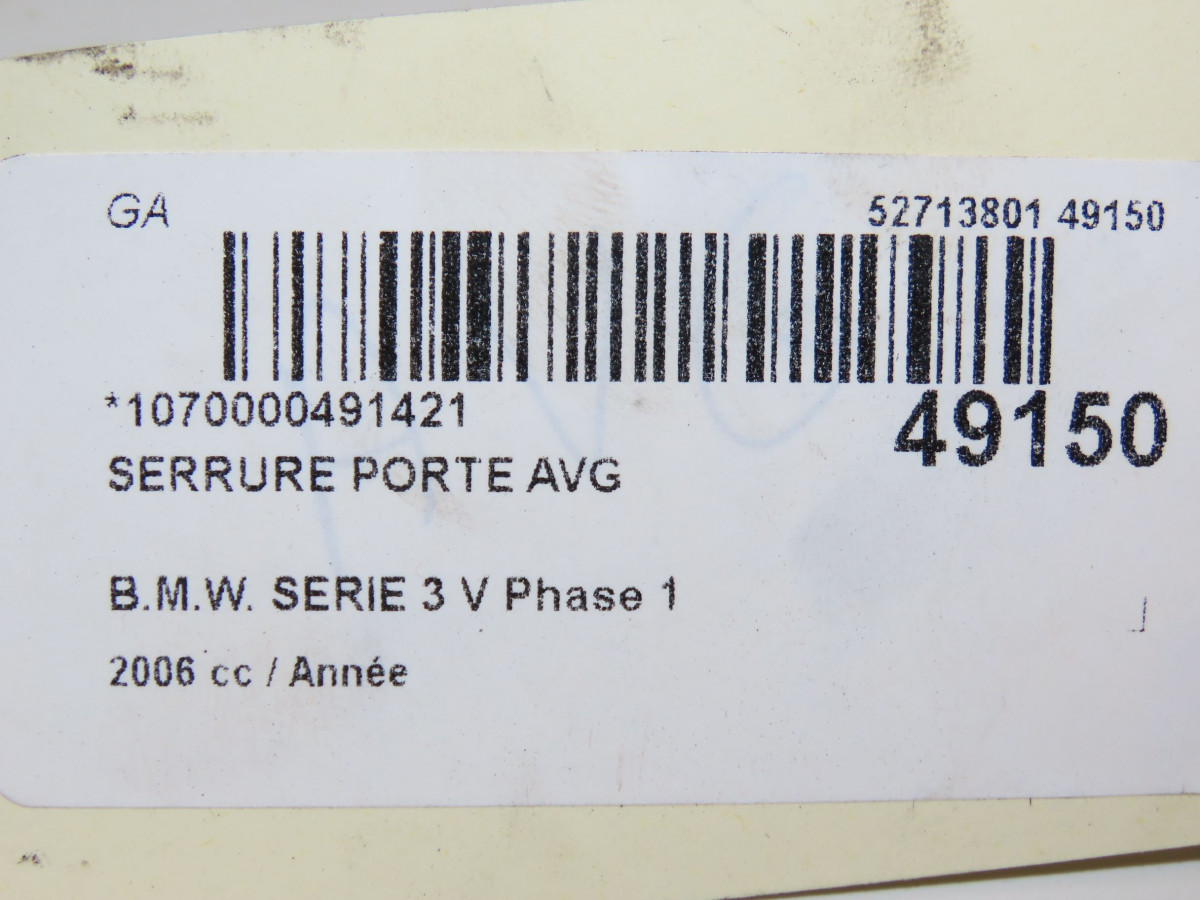 GA
52713801 49150
*1070000491421
49150
SERRURE PORTE AVG
B.M.W. SERIE 3 V Phase 1
2006 cc / Année